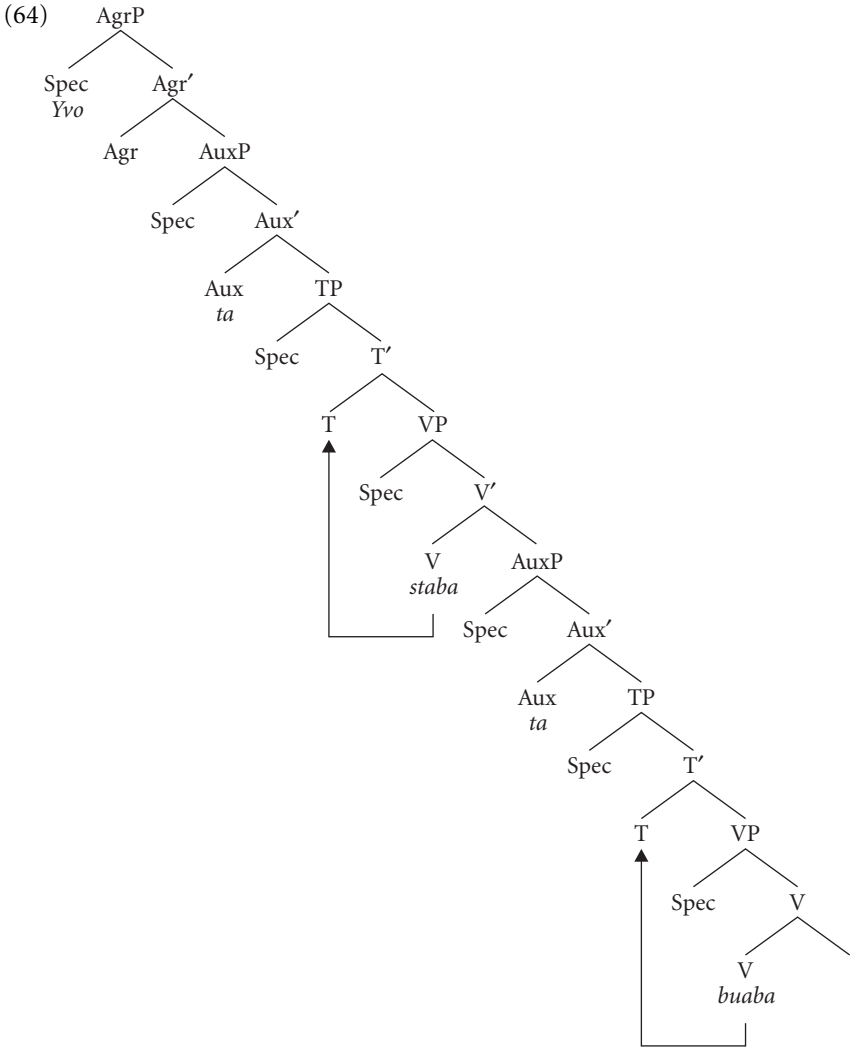 (64) AgrP
Spec Agr′
Yvo
Agr AuxP
Spec Aux′
Aux TP
ta
Spec T′
T VP
Spec V′
V AuxP
staba
Spec Aux′
Aux TP
ta
Spec T′
T VP
Spec V
V
buaba